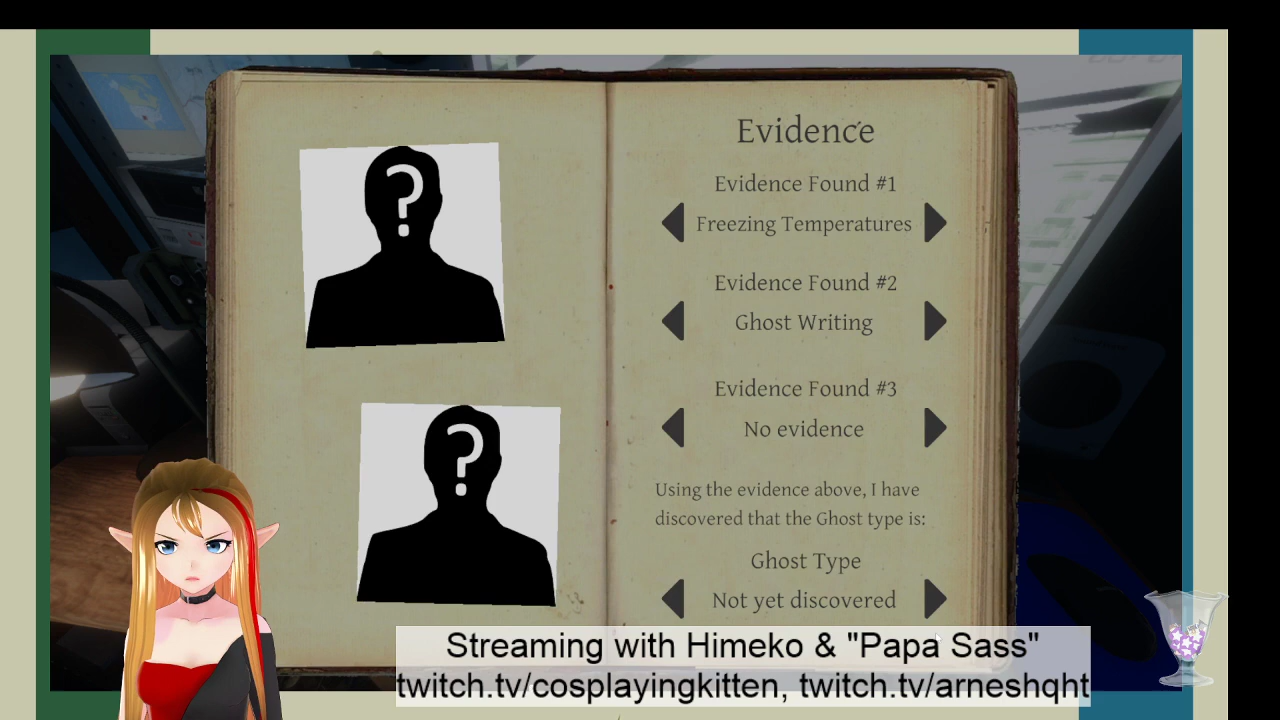 Evidence
Evidence Found #1
Freezing Temperatures
Evidence Found #2
Ghost Writing
Evidence Found #3
No evidence
Using the evidence above, I have
discovered that the Ghost type is:
Ghost Type
Not yet discovered
?
?
Streaming with Himeko & "Papa Sass"
twitch.tv/cosplayingkitten, twitch.tv/arneshqht